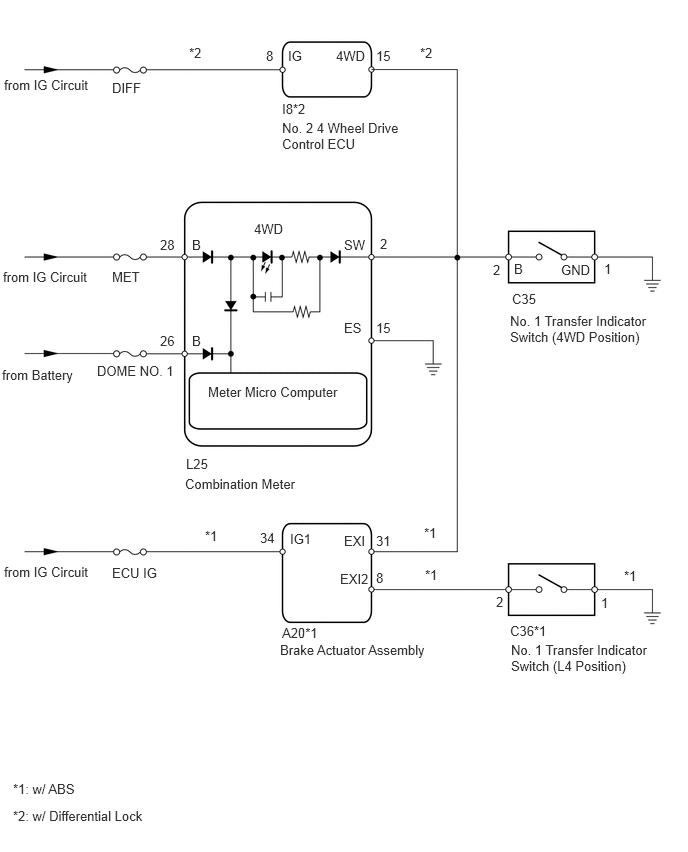 *2
8
IG
4WD
15
*2
from IG Circuit
DIFF
I8*2
No. 2 4 Wheel Drive
Control ECU
4WD
28
B
SW
2
from IG Circuit
MET
2
B
GND
1
C35
No. 1 Transfer Indicator
Switch (4WD Position)
ES
15
26
B
from Battery
DOME NO. 1
Meter Micro Computer
L25
Combination Meter
*1
34
IG1
EXI
31
*1
from IG Circuit
ECU IG
EXI2
8
*1
2
1
*1
A20*1
Brake Actuator Assembly
C36*1
No. 1 Transfer Indicator
Switch (L4 Position)
*1: w/ ABS
*2: w/ Differential Lock